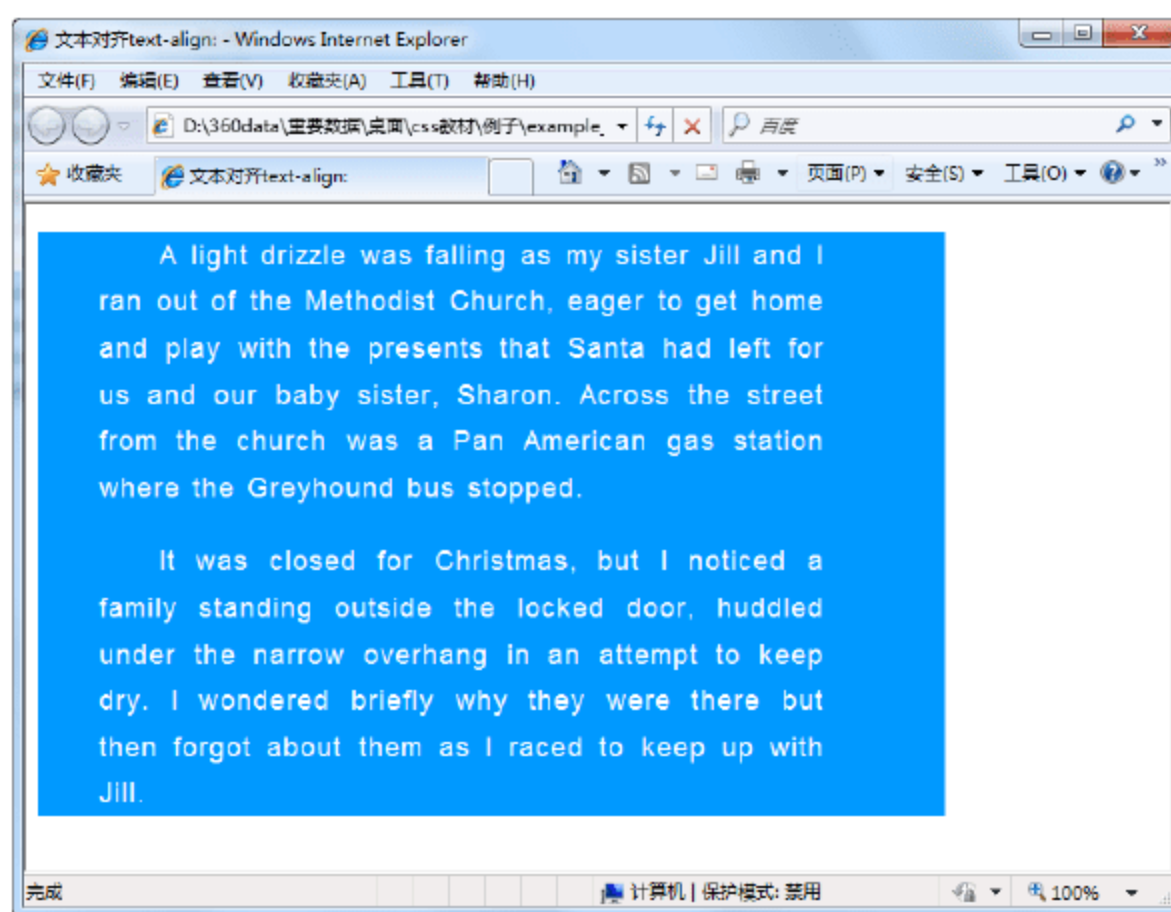 文本对齐text-align: - Windows Internet Explorer
文件(F) 编辑(E) 查看(V) 收藏夹(A) 工具(T) 帮助(H)
D:\360data\重要数据\桌面\css教材\例子\example_ 百度
收藏夹 文本对齐text-align: 页面(P) 安全(S) 工具(O) »
A light drizzle was falling as my sister Jill and I
ran out of the Methodist Church, eager to get home
and play with the presents that Santa had left for
us and our baby sister, Sharon. Across the street
from the church was a Pan American gas station
where the Greyhound bus stopped.
It was closed for Christmas, but I noticed a
family standing outside the locked door, huddled
under the narrow overhang in an attempt to keep
dry. I wondered briefly why they were there but
then forgot about them as I raced to keep up with
Jill.
完成 计算机 | 保护模式: 禁用 100%